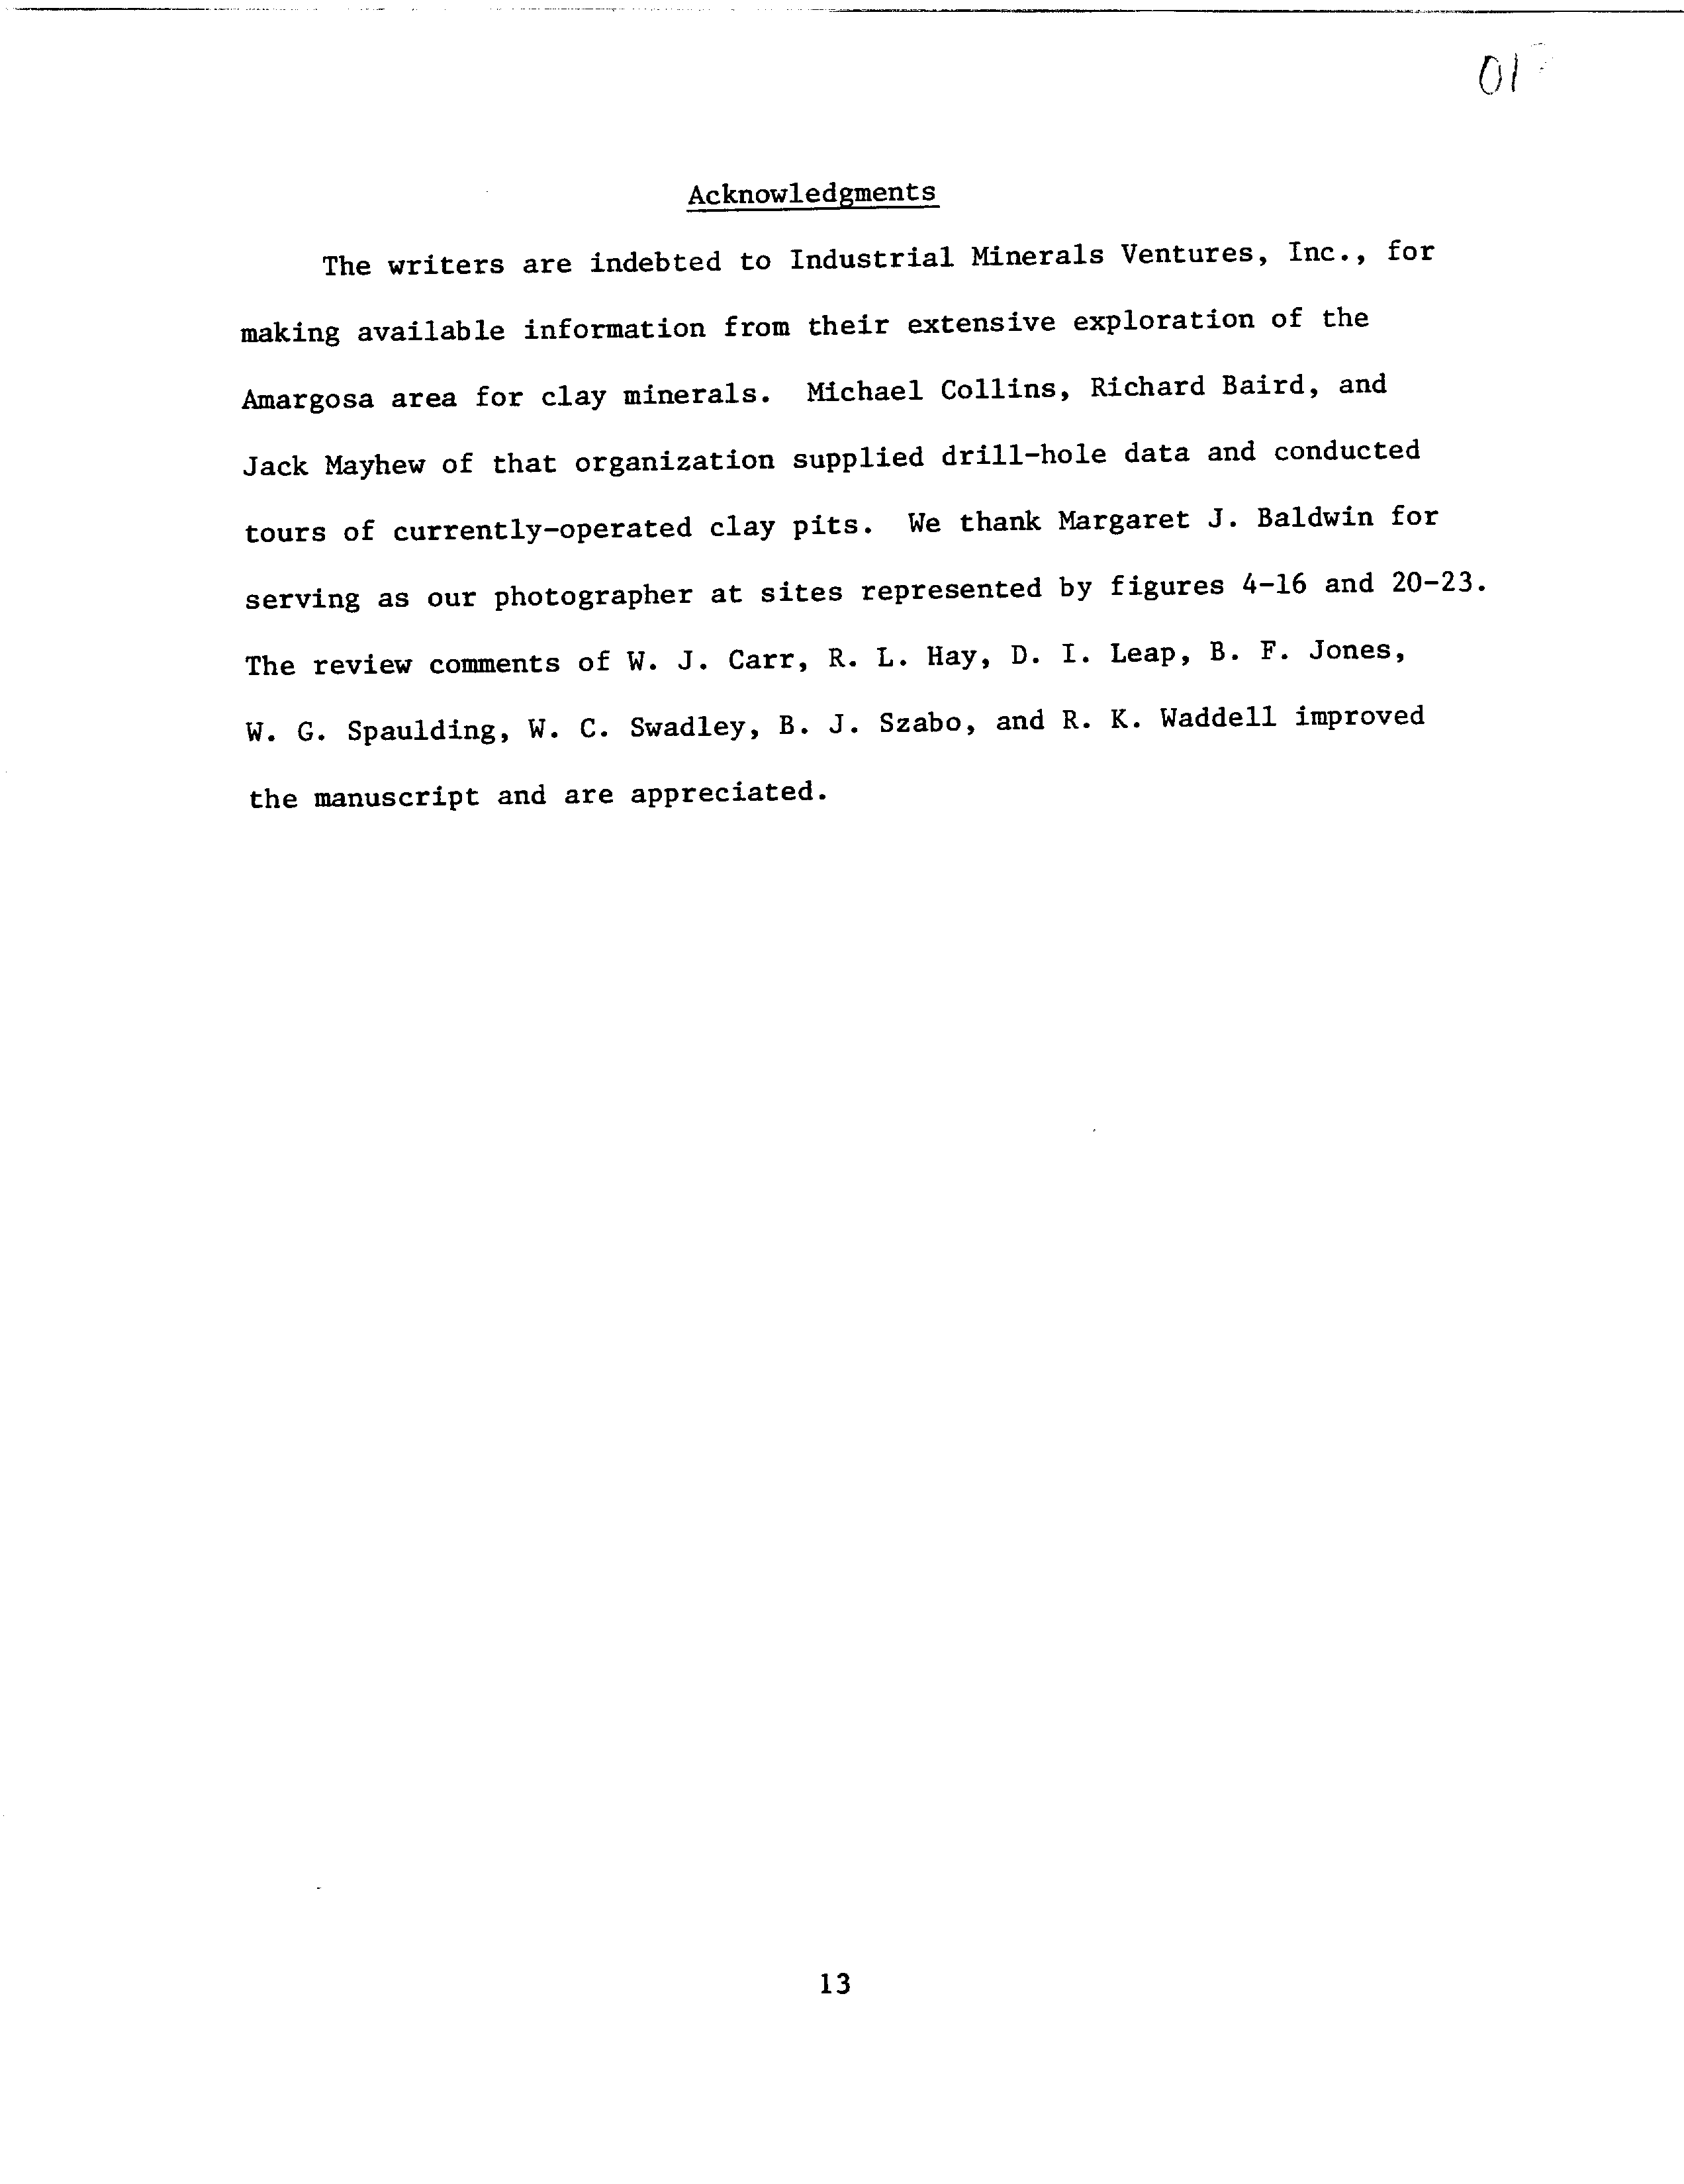 01
Acknowledgments
The writers are indebted to Industrial Minerals Ventures, Inc., for
making available information from their extensive exploration of the
Amargosa area for clay minerals. Michael Collins, Richard Baird, and
Jack Mayhew of that organization supplied drill-hole data and conducted
tours of currently-operated clay pits. We thank Margaret J. Baldwin for
serving as our photographer at sites represented by figures 4-16 and 20-23.
The review comments of W. J. Carr, R. L. Hay, D. I. Leap, B. F. Jones,
W. G. Spaulding, W. C. Swadley, B. J. Szabo, and R. K. Waddell improved
the manuscript and are appreciated.
13